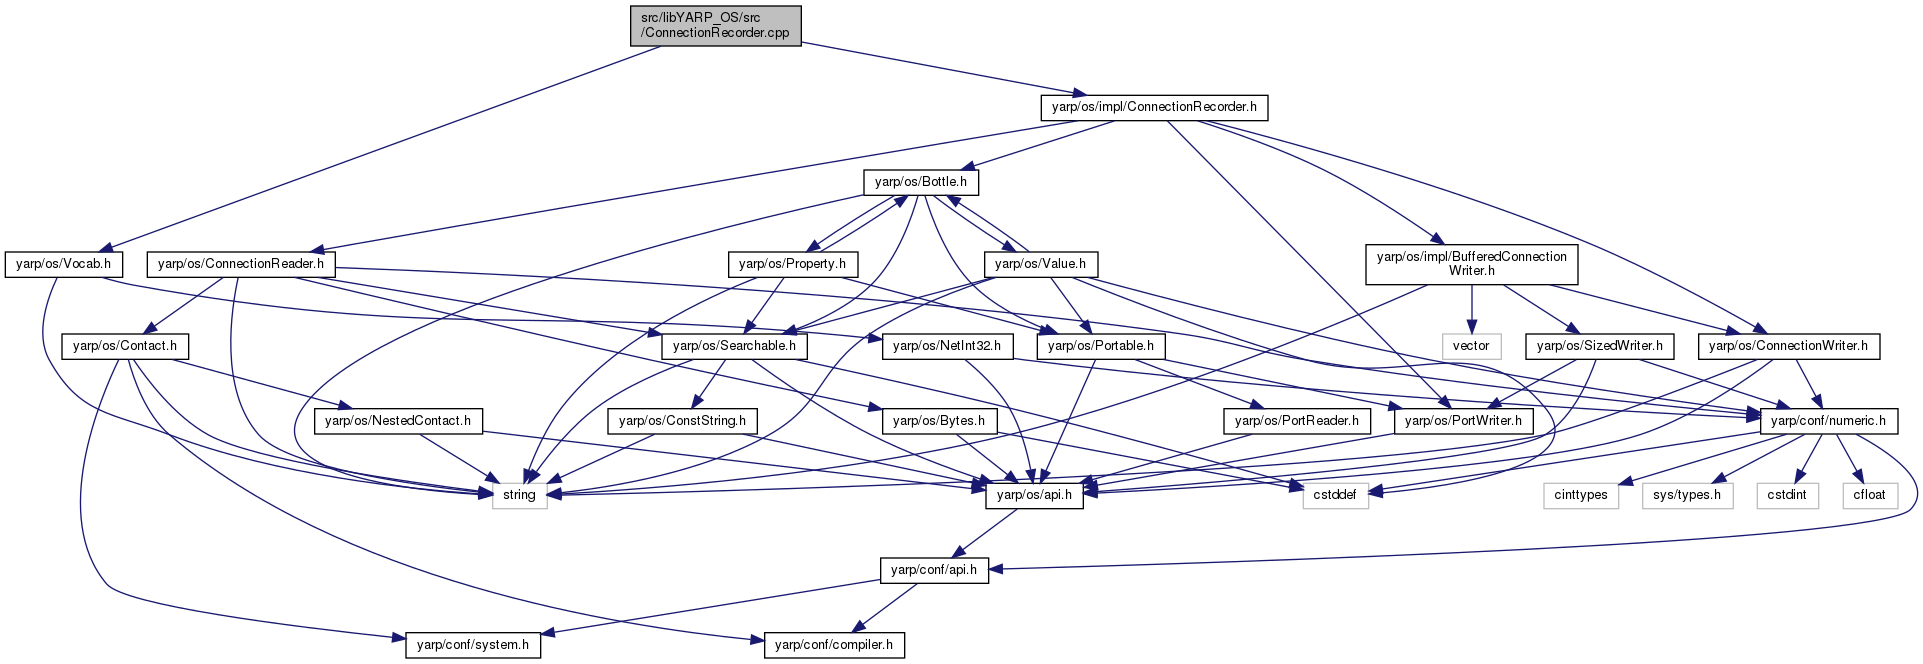 src/libYARP_OS/src
/ConnectionRecorder.cpp
yarp/os/impl/ConnectionRecorder.h
yarp/os/Bottle.h
yarp/os/Vocab.h
yarp/os/ConnectionReader.h
yarp/os/Property.h
yarp/os/Value.h
yarp/os/impl/BufferedConnection
Writer.h
yarp/os/Contact.h
yarp/os/Searchable.h
yarp/os/NetInt32.h
yarp/os/Portable.h
vector
yarp/os/SizedWriter.h
yarp/os/ConnectionWriter.h
yarp/os/NestedContact.h
yarp/os/ConstString.h
yarp/os/Bytes.h
yarp/os/PortReader.h
yarp/os/PortWriter.h
yarp/conf/numeric.h
string
yarp/os/api.h
cstddef
cinttypes
sys/types.h
cstdint
cfloat
yarp/conf/api.h
yarp/conf/system.h
yarp/conf/compiler.h